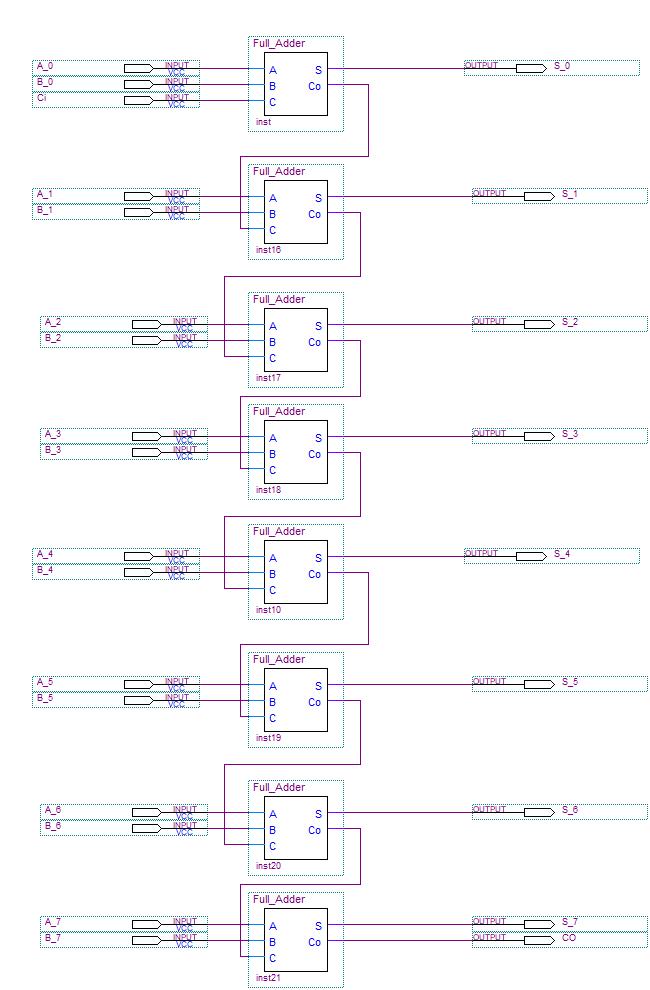 Full_Adder
A_0 INPUT VCC A S OUTPUT S_0
B_0 INPUT VCC B Co
Ci INPUT VCC C
inst
Full_Adder
A_1 INPUT VCC A S OUTPUT S_1
B_1 INPUT VCC B Co
C
inst16
Full_Adder
A_2 INPUT VCC A S OUTPUT S_2
B_2 INPUT VCC B Co
C
inst17
Full_Adder
A_3 INPUT VCC A S OUTPUT S_3
B_3 INPUT VCC B Co
C
inst18
Full_Adder
A_4 INPUT VCC A S OUTPUT S_4
B_4 INPUT VCC B Co
C
inst10
Full_Adder
A_5 INPUT VCC A S OUTPUT S_5
B_5 INPUT VCC B Co
C
inst19
Full_Adder
A_6 INPUT VCC A S OUTPUT S_6
B_6 INPUT VCC B Co
C
inst20
Full_Adder
A_7 INPUT VCC A S OUTPUT S_7
B_7 INPUT VCC B Co OUTPUT CO
C
inst21